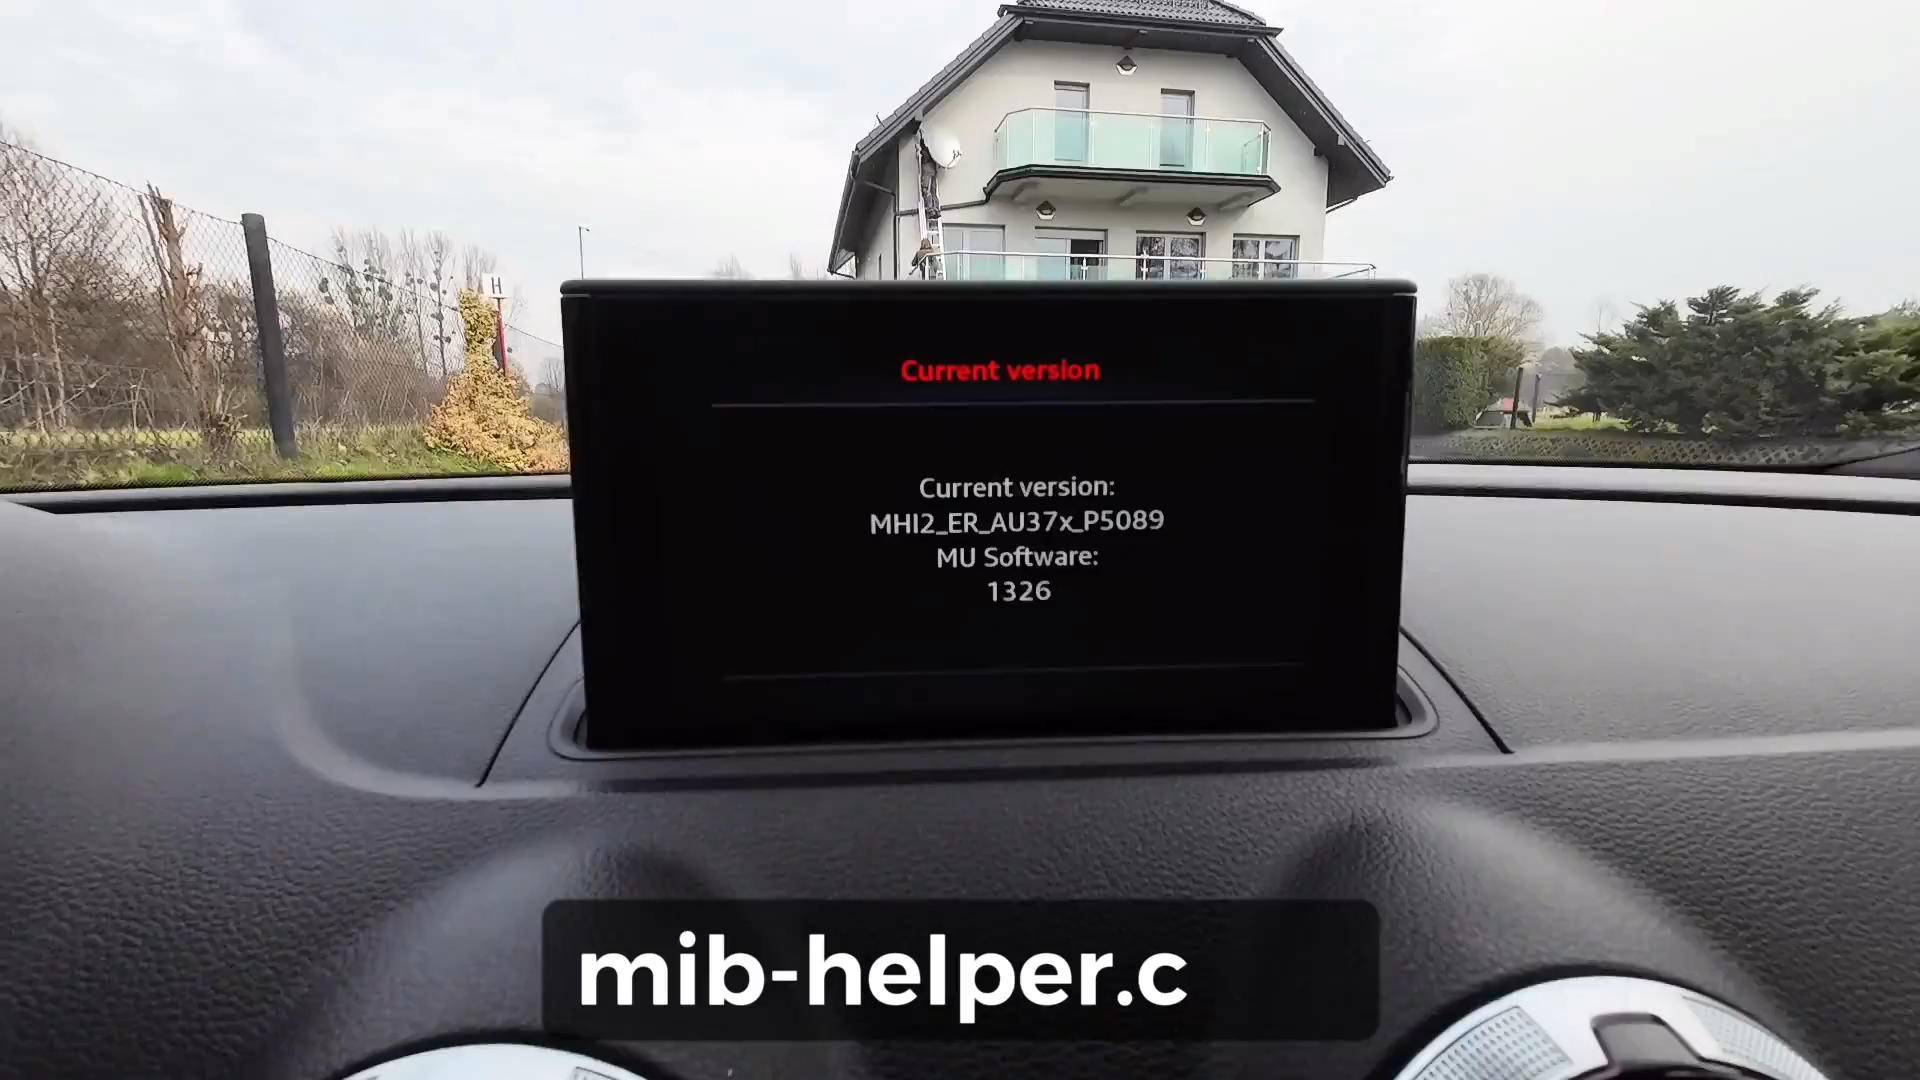 H
Current version
Current version:
MHI2_ER_AU37x_P5089
MU Software:
1326
mib-helper.c